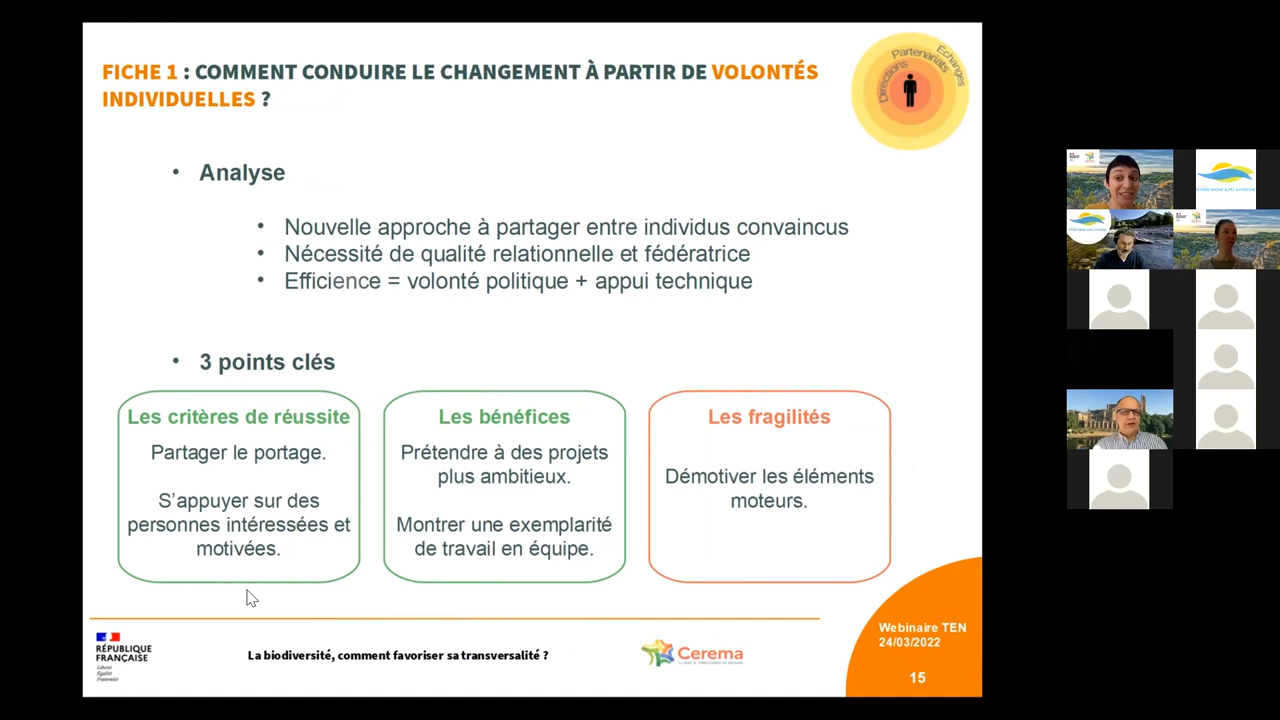 FICHE 1 : COMMENT CONDUIRE LE CHANGEMENT À PARTIR DE VOLONTÉS
INDIVIDUELLES ?
Échanges
Partenariats
Directions
• Analyse
• Nouvelle approche à partager entre individus convaincus
• Nécessité de qualité relationnelle et fédératrice
• Efficience = volonté politique + appui technique
• 3 points clés
Les critères de réussite
Partager le portage.
S'appuyer sur des
personnes intéressées et
motivées.
Les bénéfices
Prétendre à des projets
plus ambitieux.
Montrer une exemplarité
de travail en équipe.
Les fragilités
Démotiver les éléments
moteurs.
RÉPUBLIQUE
FRANÇAISE
Liberté
Égalité
Fraternité
La biodiversité, comment favoriser sa transversalité ?
Cerema
CLIMAT & TERRITOIRES DE DEMAIN
Webinaire TEN
24/03/2022
15